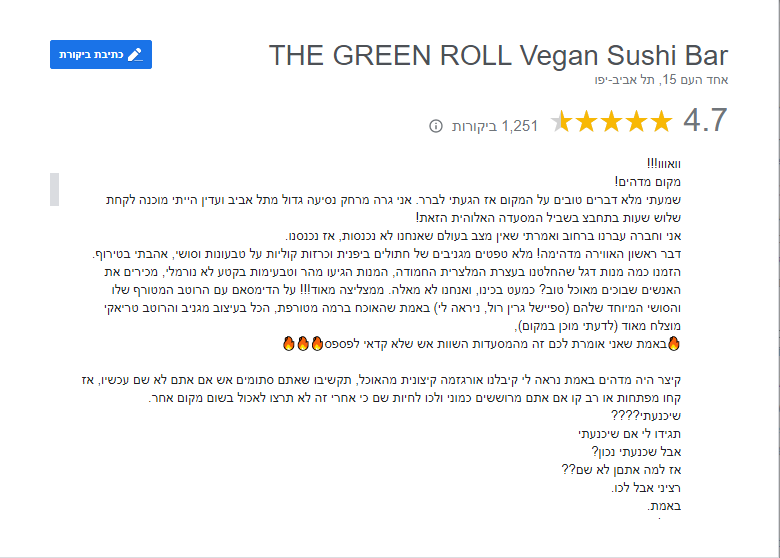 THE GREEN ROLL Vegan Sushi Bar
כתיבת ביקורת
אחד העם 15, תל אביב-יפו
4.7
1,251 ביקורות
וואווו!!!
מקום מדהים!
שמעתי מלא דברים טובים על המקום אז הגעתי לברר. אני גרה מרחק נסיעה גדול מתל אביב ועדין הייתי מוכנה לקחת
שלוש שעות בתחבצ בשביל המסעדה האלוהית הזאת!
אני וחברה עברנו ברחוב ואמרתי שאין מצב בעולם שאנחנו לא נכנסות, אז נכנסנו.
דבר ראשון האווירה מדהימה! מלא טפטים מגניבים של חתולים ביפנית וכרזות קוליות על טבעונות וסושי, אהבתי בטירוף.
הזמנו כמה מנות דגל שהחלטנו בעצרת המלצרית החמודה, המנות הגיעו מהר וטבעימות בקטע לא נורמלי, מכירים את
האנשים שבוכים מאוכל טוב? כמעט בכינו, ואנחנו לא מאלה. ממצליצה מאוד!!! על הדימסאם עם הרוטב המטורף שלו
והסושי המיוחד שלהם (ספיישל גרין רול, ניראה לי) באמת שהאוכח ברמה מטורפת, הכל בעיצוב מגניב והרוטב טריאקי
מוצלח מאוד (לדעתי מוכן במקום),
🔥באמת שאני אומרת לכם זה מהמסעדות השוות אש שלא קדאי לפספס🔥🔥🔥
קיצר היה מדהים באמת נראה לי קיבלנו אורגזמה קיצונית מהאוכל, תקשיבו שאתם סתומים אש אם אתם לא שם עכשיו, אז
קחו מפתחות או רב קו אם אתם מרוששים כמוני ולכו לחיות שם כי אחרי זה לא תרצו לאכול בשום מקום אחר.
שיכנעתי????
תגידו לי אם שיכנעתי
אבל שכנעתי נכון?
אז למה אתםן לא שם??
רציני אבל לכו.
באמת.